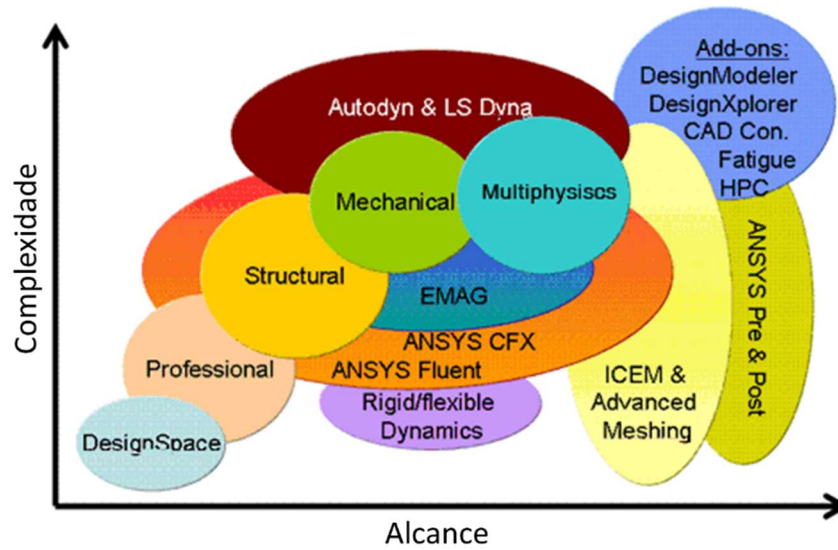 Complexidade
Add-ons:
DesignModeler
DesignXplorer
CAD Con.
Fatigue
HPC
Autodyn & LS Dyna
Mechanical
Multiphysiscs
Structural
EMAG
ANSYS CFX
ANSYS Fluent
Professional
Rigid/flexible
Dynamics
DesignSpace
ICEM &
Advanced
Meshing
ANSYS Pre & Post
Alcance